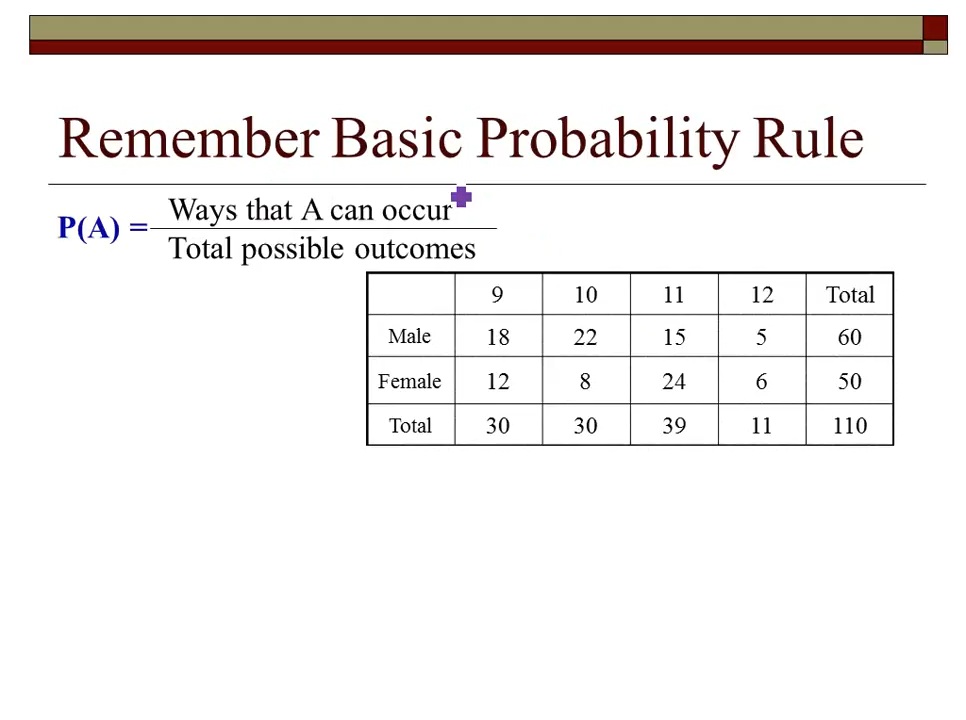 Remember Basic Probability Rule
P(A) = Ways that A can occur
Total possible outcomes
9 10 11 12 Total
Male 18 22 15 5 60
Female 12 8 24 6 50
Total 30 30 39 11 110